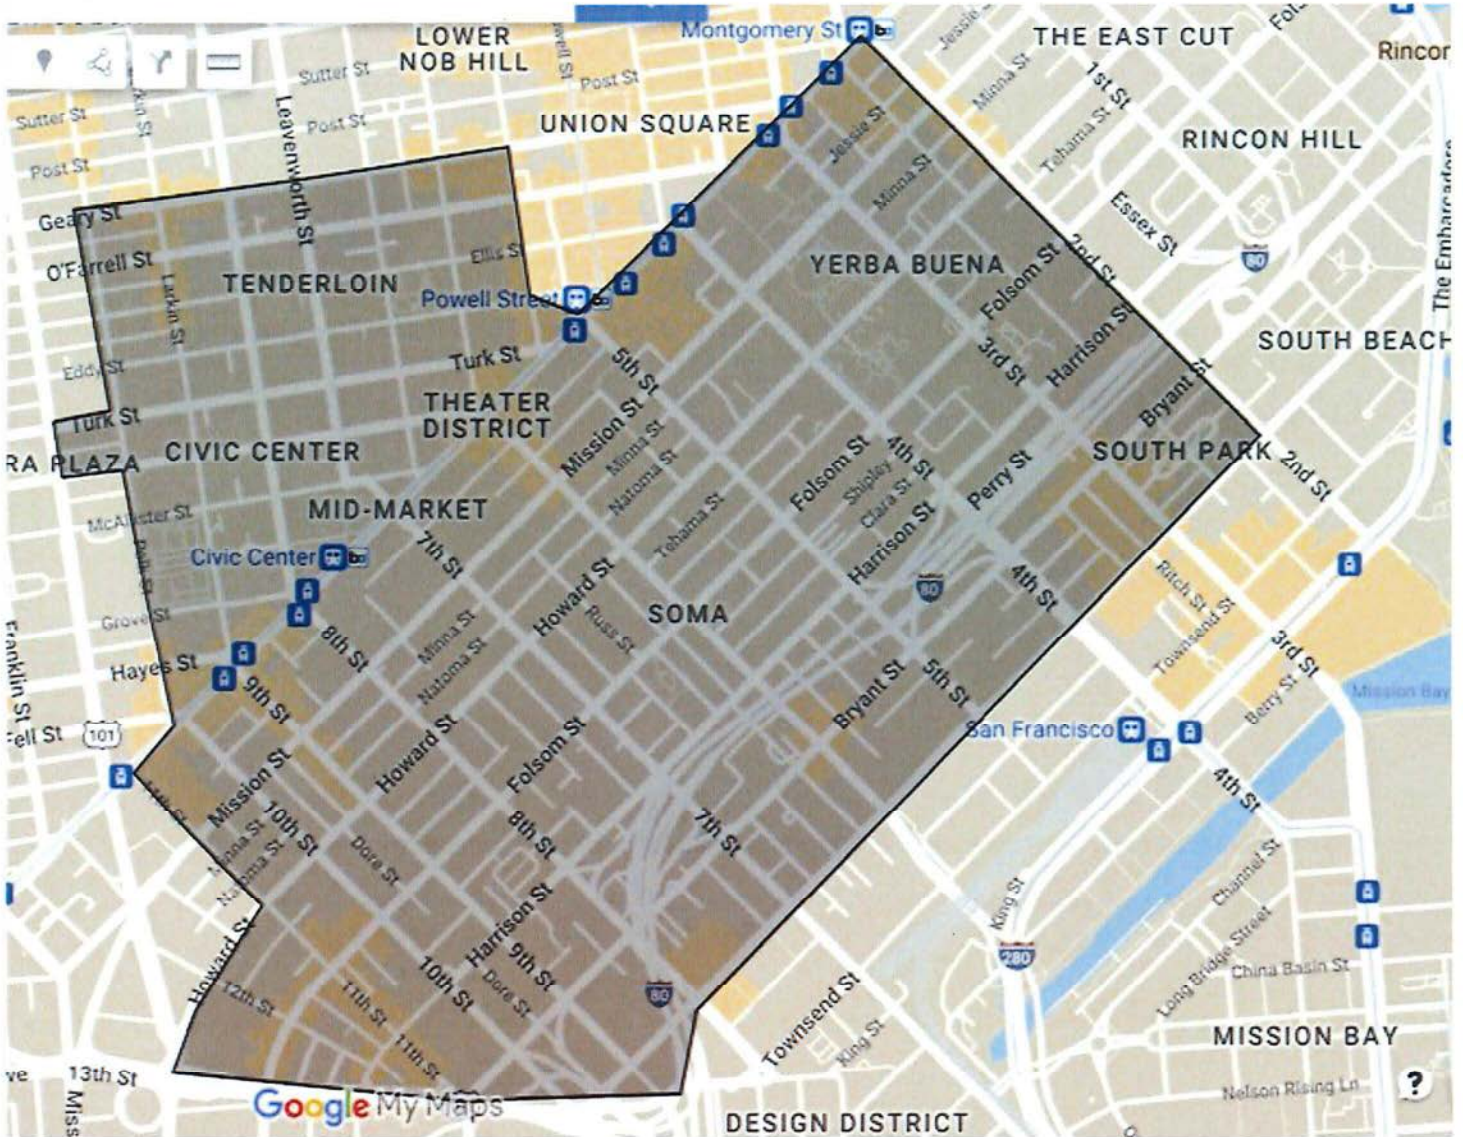 Montgomery St
Jessie S
THE EAST CUT
Fol
Rincor
LOWER
NOB HILL
Sutter St
Post St
1st St
Minna St
Sutter St
Leavenworth St
Post St
UNION SQUARE
Jessie St
Tehama St
RINCON HILL
Post St
Minna St
Essex St
The Embarcadero
Geary St
O'Farrell St
Ellis St
YERBA BUENA
2nd St
80
TENDERLOIN
Larkin St
Powell Street
Folsom St
Harrison St
SOUTH BEACH
Eddy St
Turk St
5th St
3rd St
Bryant St
THEATER
DISTRICT
Turk St
Mission St
Minna St
Natoma St
RA PLAZA
CIVIC CENTER
Folsom St
4th St
Shipley
Clara St
Perry St
SOUTH PARK
2nd St
McAllister St
MID-MARKET
Tehama St
Harrison St
Civic Center
7th St
Howard St
80
4th St
Ritch St
Townsend St
Grove St
SOMA
Russ St
Minna St
Natoma St
8th St
Hayes St
3rd St
Franklin St
9th St
Bryant St
5th St
Berry St
Mission Bay
Fell St
101
San Francisco
Howard St
Folsom St
Mission St
11th St
10th St
4th St
Natoma St
Dore St
8th St
7th St
Channel St
King St
Harrison St
9th St
Howard St
280
Long Bridge Street
China Basin St
12th St
11th St
10th St
Dore St
80
Townsend St
King St
MISSION BAY
11th St
ve
13th St
Miss
Google My Maps
Nelson Rising Ln
?
DESIGN DISTRICT